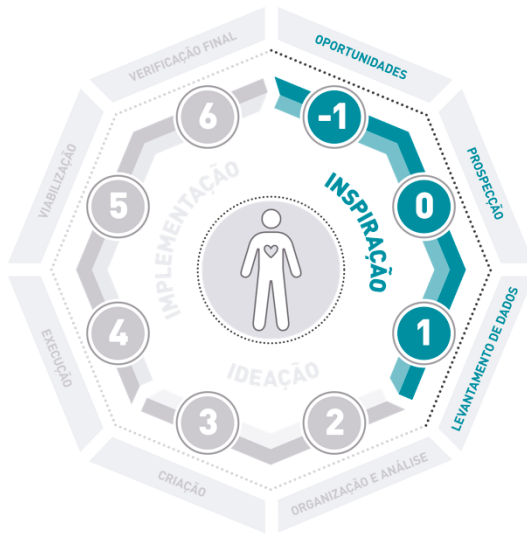 OPORTUNIDADES
PROSPECÇÃO
LEVANTAMENTO DE DADOS
ORGANIZAÇÃO E ANÁLISE
CRIAÇÃO
EXECUÇÃO
VIABILIZAÇÃO
VERIFICAÇÃO FINAL
-1
0
1
2
3
4
5
6
INSPIRAÇÃO
IDEAÇÃO
IMPLEMENTAÇÃO